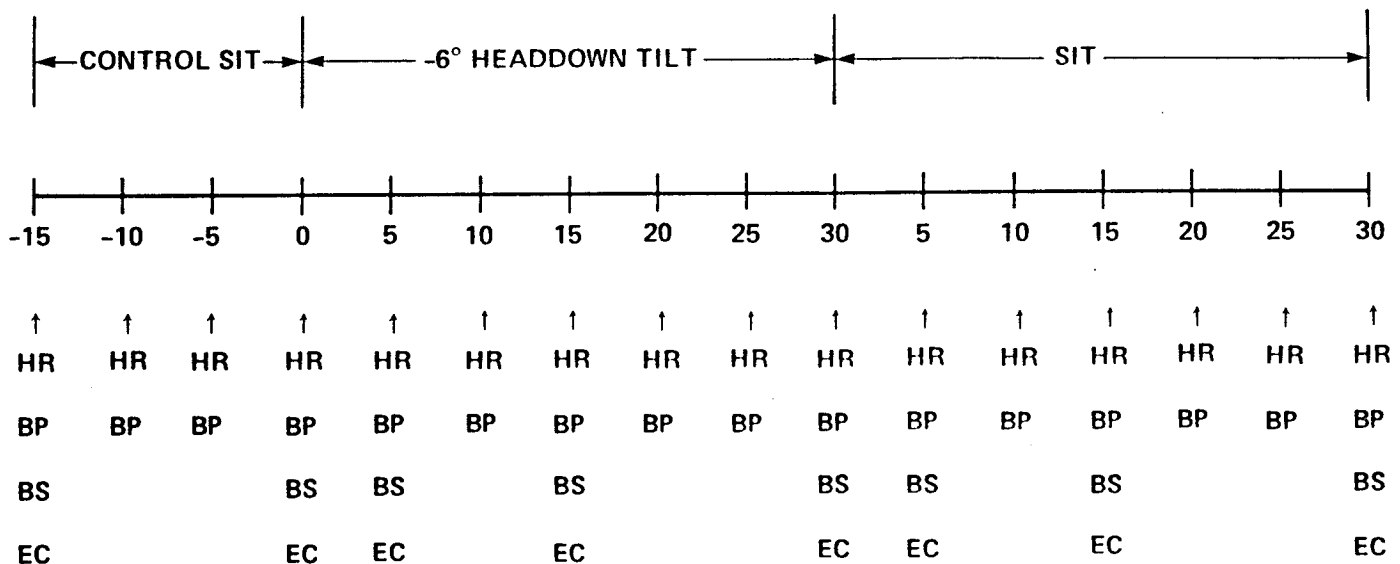 CONTROL SIT -6° HEADDOWN TILT SIT
-15 -10 -5 0 5 10 15 20 25 30 5 10 15 20 25 30
↑ ↑ ↑ ↑ ↑ ↑ ↑ ↑ ↑ ↑ ↑ ↑ ↑ ↑ ↑ ↑
HR HR HR HR HR HR HR HR HR HR HR HR HR HR HR HR
BP BP BP BP BP BP BP BP BP BP BP BP BP BP BP BP
BS BS BS BS BS BS BS BS
EC EC EC EC EC EC EC EC